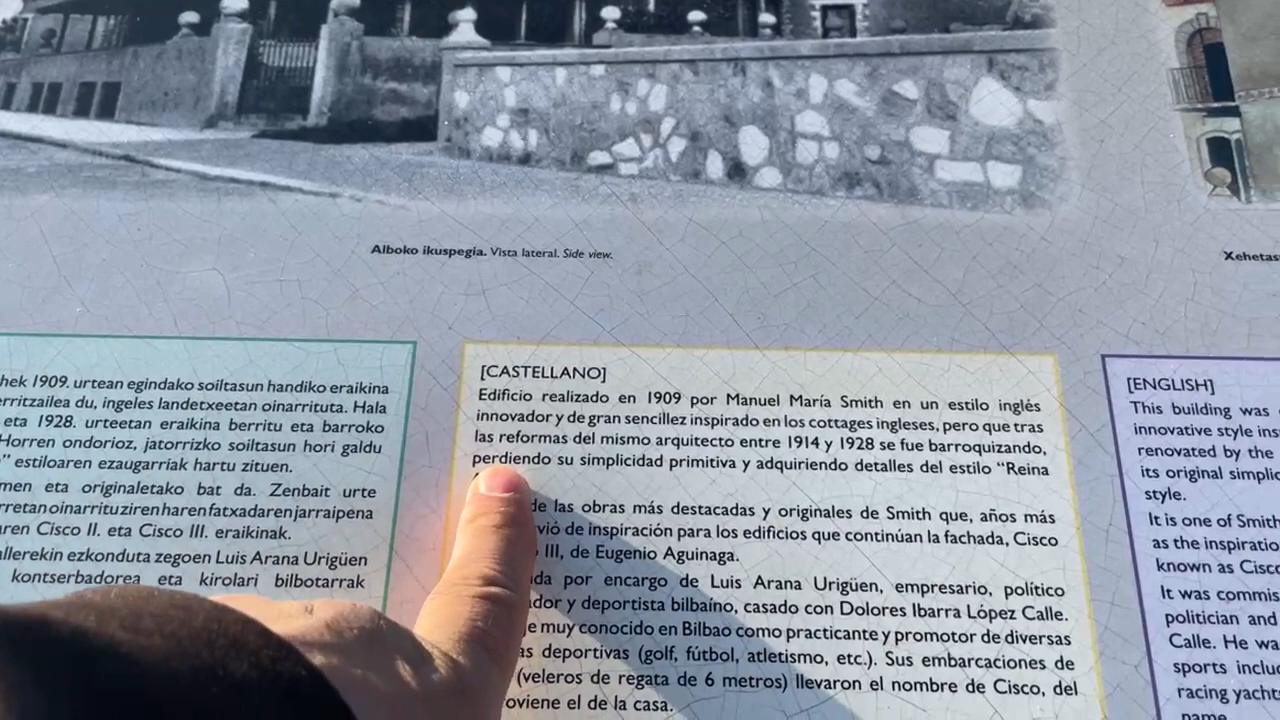 Alboko ikuspegia. Vista lateral. Side view.
Xehetas
hek 1909. urtean egindako soiltasun handiko eraikina
erritzailea du, ingeles landetxeetan oinarrituta. Hala
eta 1928. urteetan eraikina berritu eta barroko
Horren ondorioz, jatorrizko soiltasun hori galdu
” estiloaren ezaugarriak hartu zituen.
men eta originaletako bat da. Zenbait urte
rretan oinarritu ziren haren fatxadaren jarraipena
ren Cisco II. eta Cisco III. eraikinak.
allerekin ezkonduta zegoen Luis Arana Urigüen
kontserbadorea eta kirolari bilbotarrak
[CASTELLANO]
Edificio realizado en 1909 por Manuel María Smith en un estilo inglés
innovador y de gran sencillez inspirado en los cottages ingleses, pero que tras
las reformas del mismo arquitecto entre 1914 y 1928 se fue barroquizando,
perdiendo su simplicidad primitiva y adquiriendo detalles del estilo “Reina
de las obras más destacadas y originales de Smith que, años más
vió de inspiración para los edificios que continúan la fachada, Cisco
III, de Eugenio Aguinaga.
da por encargo de Luis Arana Urigüen, empresario, político
dor y deportista bilbaíno, casado con Dolores Ibarra López Calle.
e muy conocido en Bilbao como practicante y promotor de diversas
as deportivas (golf, fútbol, atletismo, etc.). Sus embarcaciones de
(veleros de regata de 6 metros) llevaron el nombre de Cisco, del
oviene el de la casa.
[ENGLISH]
This building was
innovative style ins
renovated by the
its original simplic
style.
It is one of Smith
as the inspiratio
known as Cisco
It was commis
politician and
Calle. He wa
sports inclu
racing yacht
name